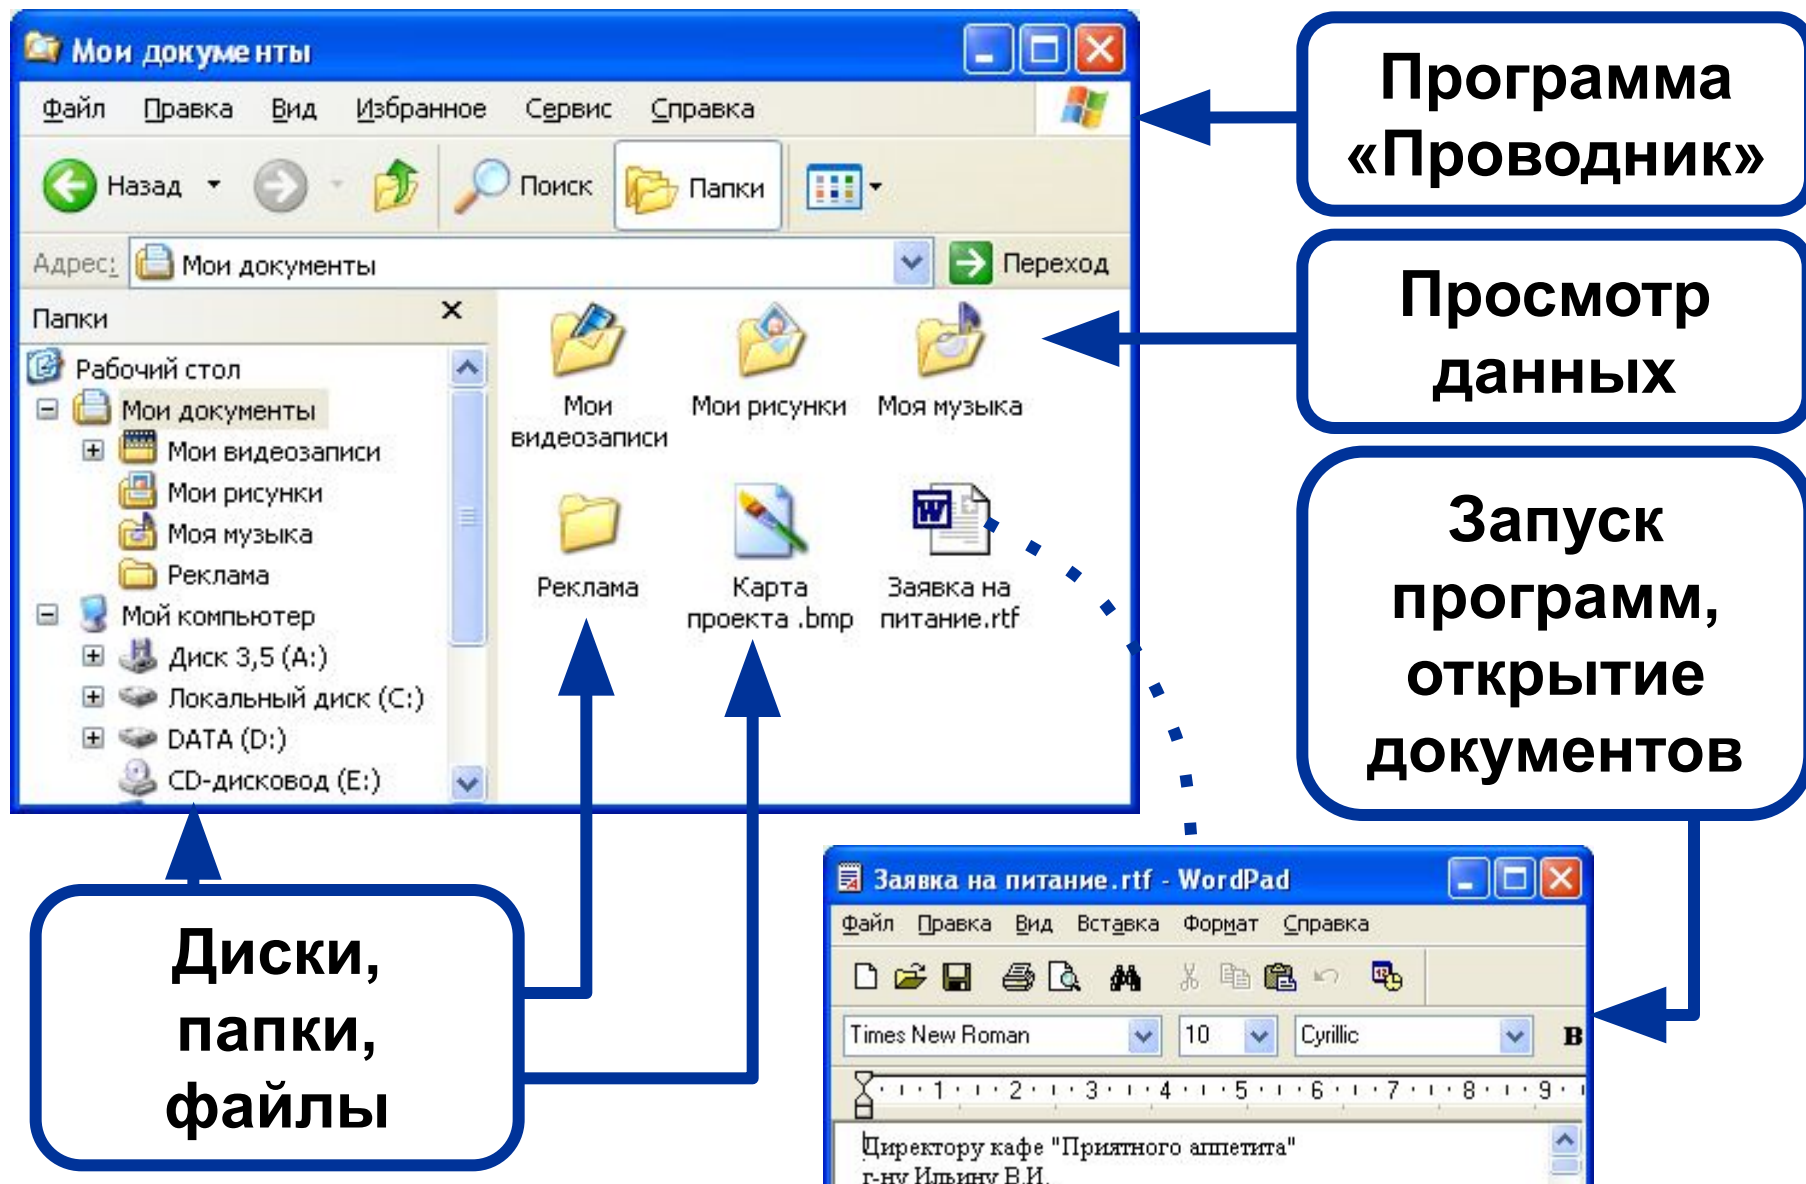 Мои документы
Файл Правка Вид Избранное Сервис Справка
Назад Поиск Папки
Адрес: Мои документы Переход
Папки
Рабочий стол
Мои документы
Мои видеозаписи
Мои рисунки
Моя музыка
Реклама
Мой компьютер
Диск 3,5 (A:)
Локальный диск (C:)
DATA (D:)
CD-дисковод (E:)
Мои
видеозаписи
Мои рисунки
Моя музыка
Реклама
Карта
проекта .bmp
Заявка на
питание.rtf
Программа
«Проводник»
Просмотр
данных
Запуск
программ,
открытие
документов
Диски,
папки,
файлы
Заявка на питание.rtf - WordPad
Файл Правка Вид Вставка Формат Справка
Times New Roman 10 Cyrillic B
1 2 3 4 5 6 7 8 9
Директору кафе "Приятного аппетита"
г-ну Ильину В.И.